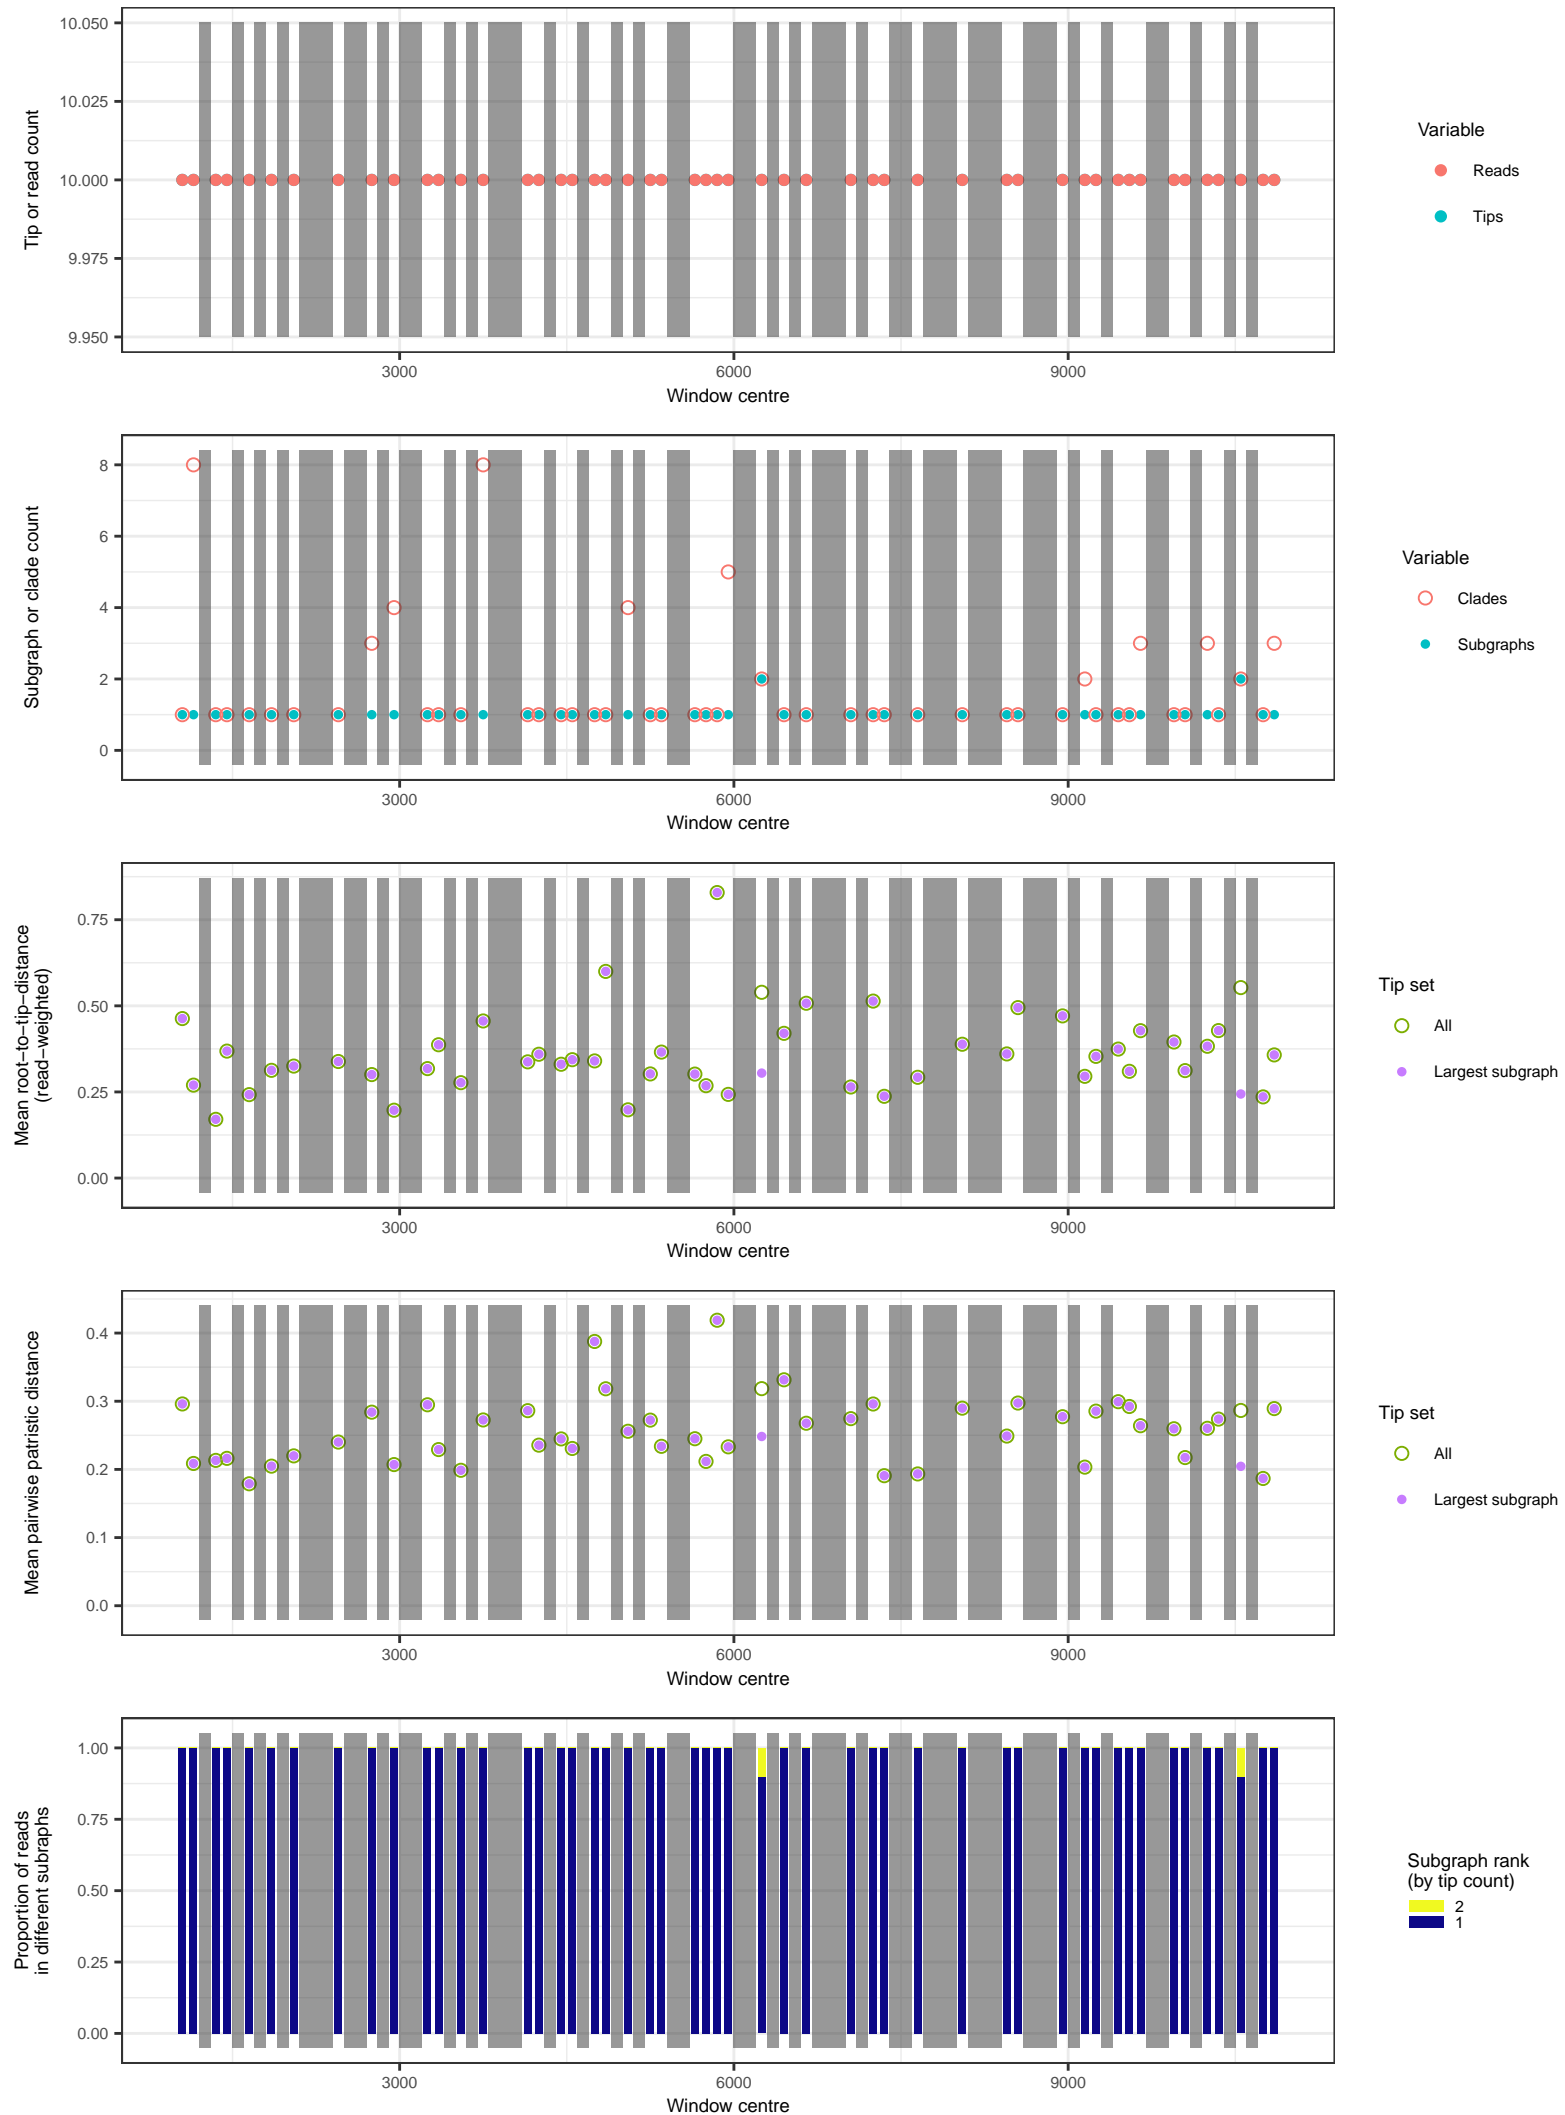 10.050
10.025
10.000
9.975
9.950
Tip or read count
3000
6000
9000
Window centre
Variable
Reads
Tips
8
6
4
2
0
Subgraph or clade count
3000
6000
9000
Window centre
Variable
Clades
Subgraphs
0.75
0.50
0.25
0.00
Mean root−to−tip−distance
(read−weighted)
3000
6000
9000
Window centre
Tip set
All
Largest subgraph
0.4
0.3
0.2
0.1
0.0
Mean pairwise patristic distance
3000
6000
9000
Window centre
Tip set
All
Largest subgraph
1.00
0.75
0.50
0.25
0.00
Proportion of reads
in different subraphs
3000
6000
9000
Window centre
Subgraph rank
(by tip count)
2
1